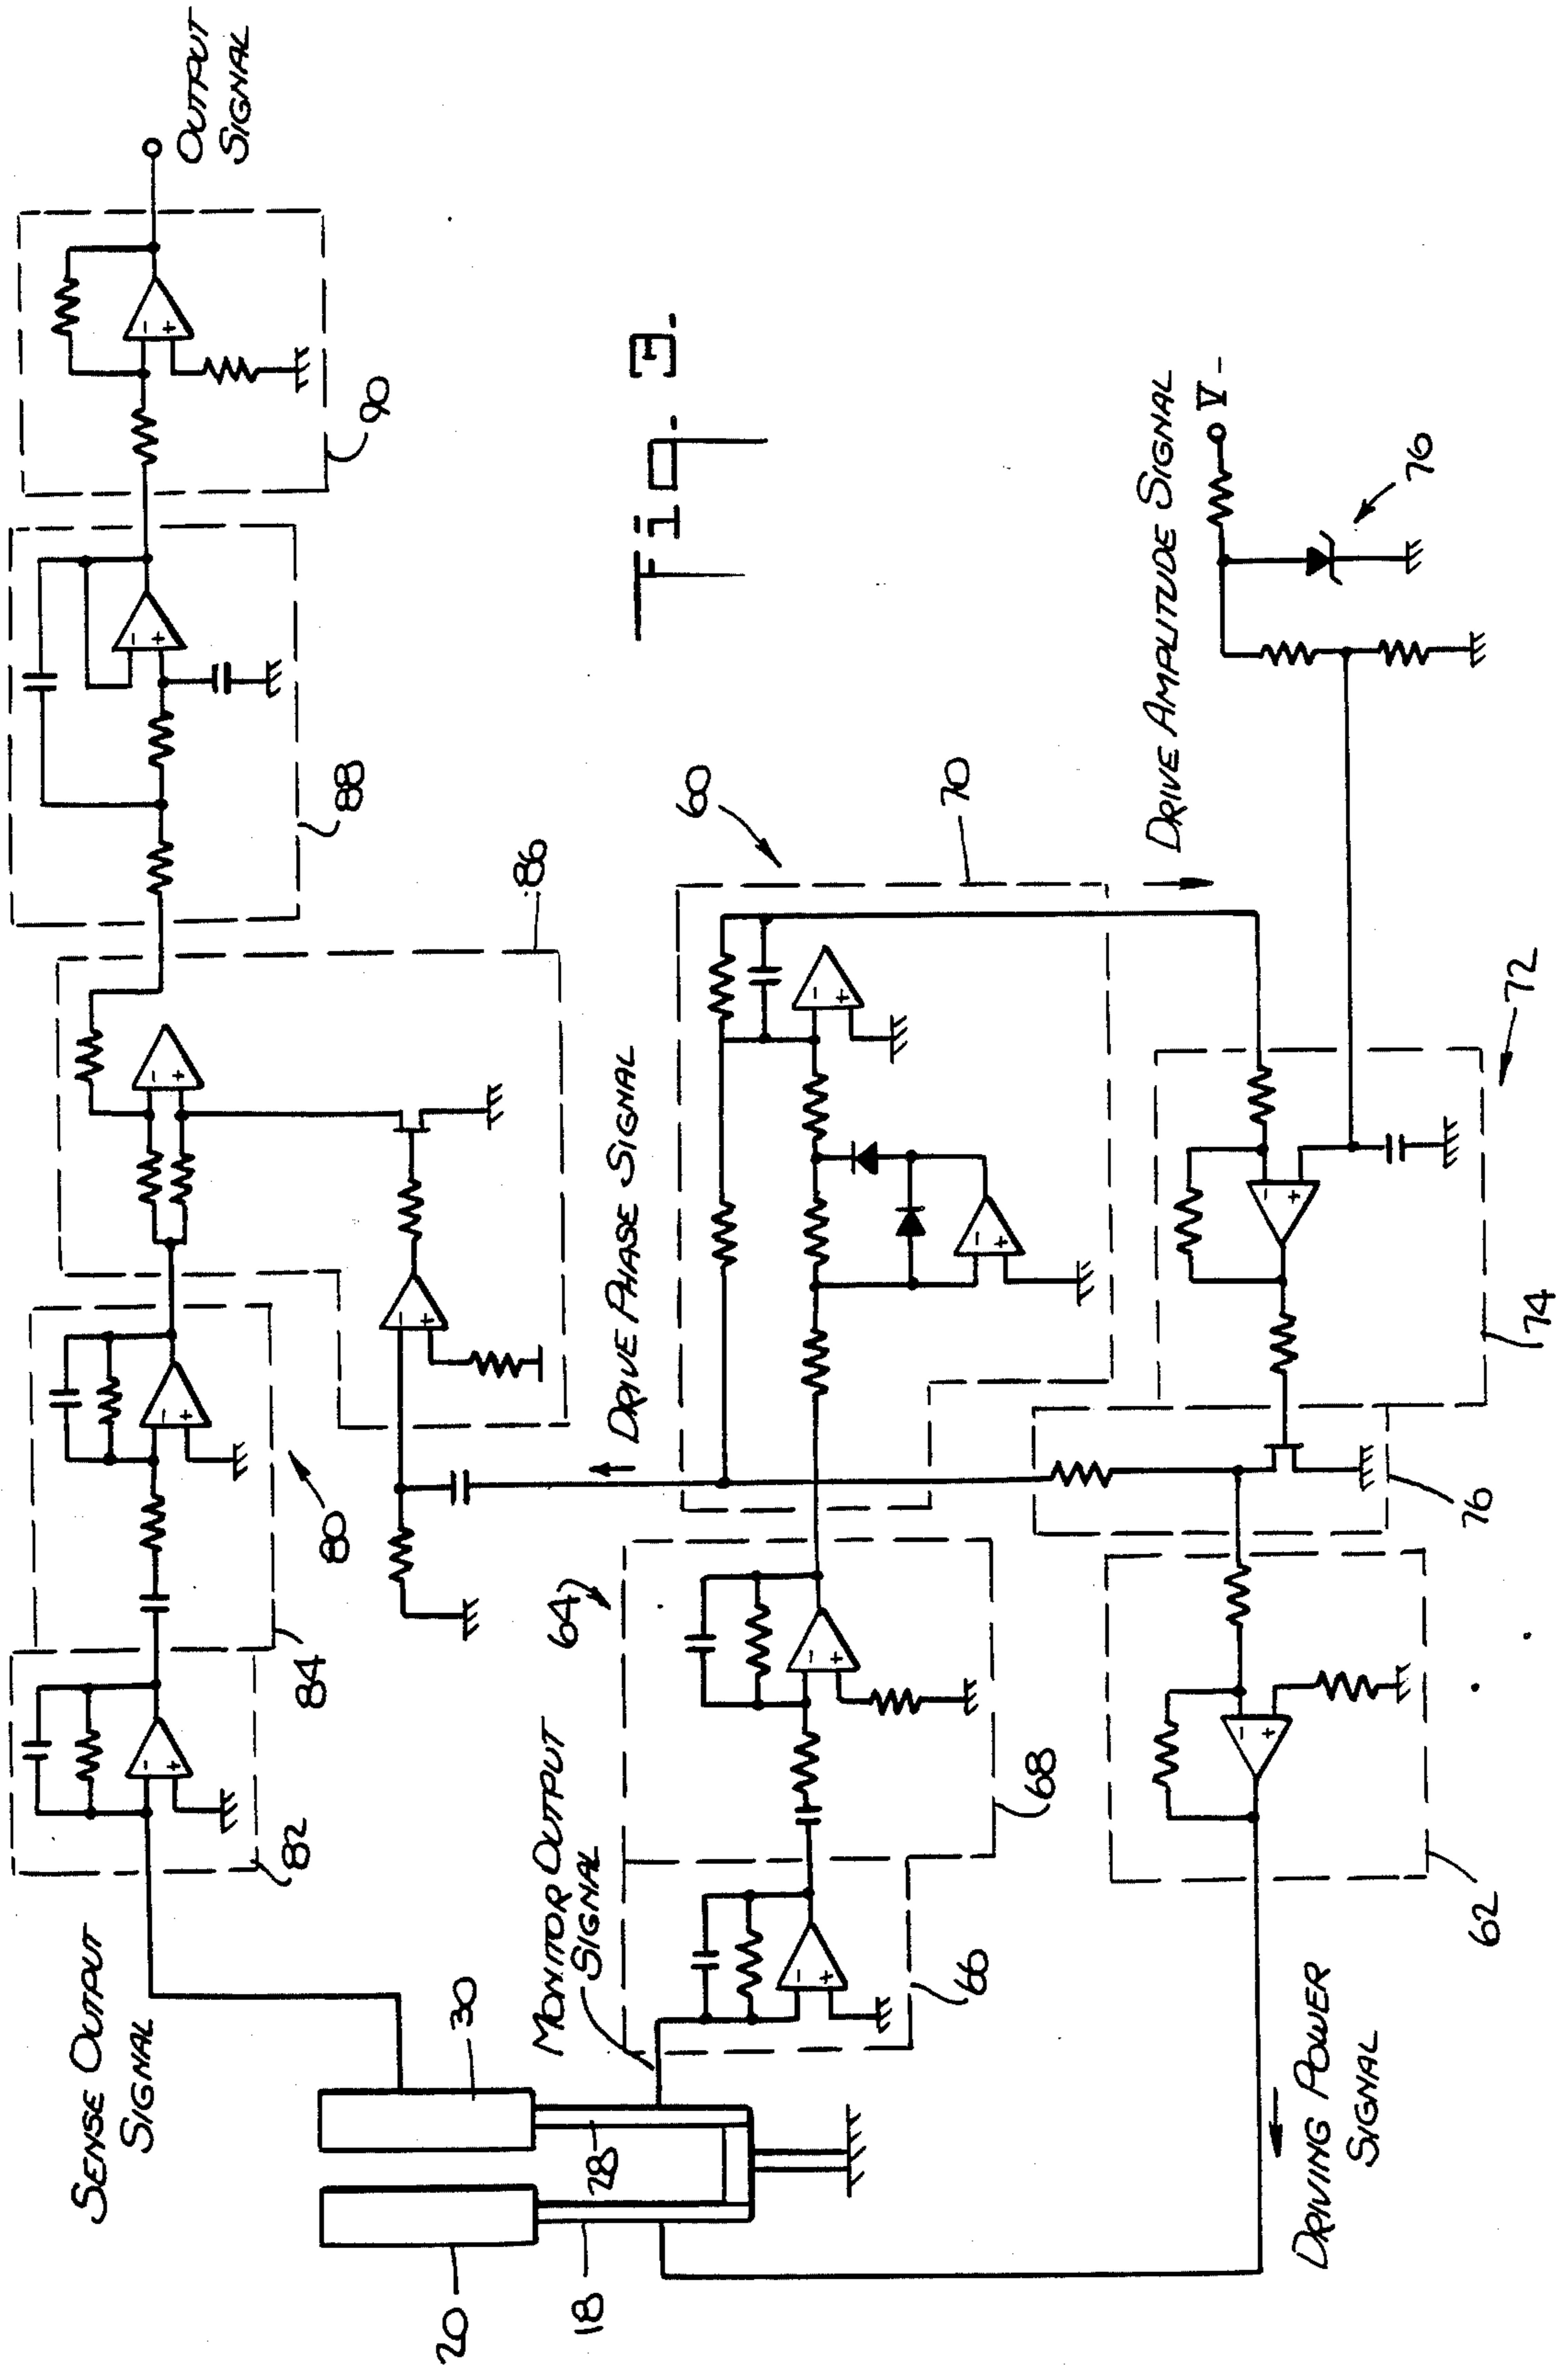 OUTPUT
SIGNAL
90
88
86
80
84
82
SENSE OUTPUT
SIGNAL
30
28
20
18
DRIVE PHASE SIGNAL
64
MONITOR OUTPUT
SIGNAL
68
66
60
70
Fig. 3.
DRIVE AMPLITUDE SIGNAL
V-
76
72
74
76
62
DRIVING POWER
SIGNAL